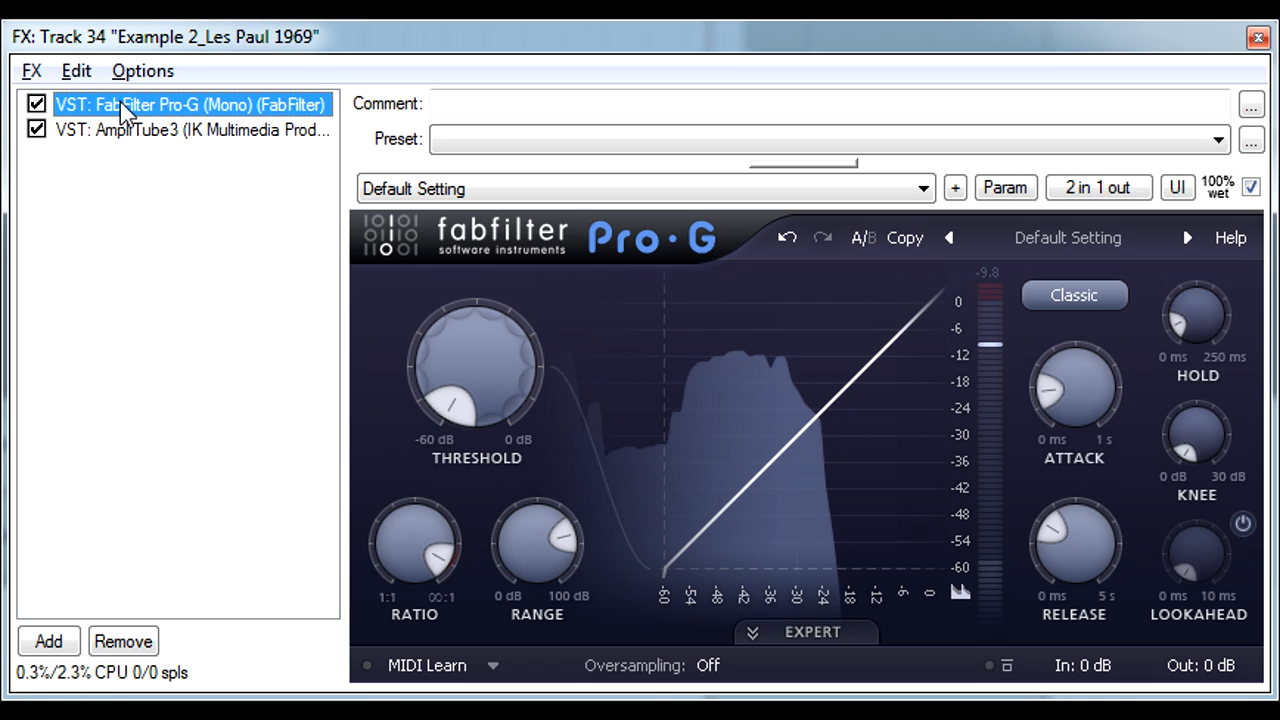 FX: Track 34 "Example 2_Les Paul 1969"
FX Edit Options
VST: FabFilter Pro-G (Mono) (FabFilter)
VST: AmpliTube3 (IK Multimedia Prod...
Comment:
...
Preset:
...
Default Setting
+
Param
2 in 1 out
UI
100%
wet
fabfilter
software instruments
Pro·G
A/B Copy
Default Setting
Help
-9.8
0
-6
-12
-18
-24
-30
-36
-42
-48
-54
-60
-60 -54 -48 -42 -36 -30 -24 -18 -12 -6 0
-60 dB 0 dB
THRESHOLD
1:1 ∞:1
RATIO
0 dB 100 dB
RANGE
Classic
0 ms 1 s
ATTACK
0 ms 5 s
RELEASE
0 ms 250 ms
HOLD
0 dB 30 dB
KNEE
0 ms 10 ms
LOOKAHEAD
EXPERT
MIDI Learn
Oversampling: Off
In: 0 dB
Out: 0 dB
Add
Remove
0.3%/2.3% CPU 0/0 spls